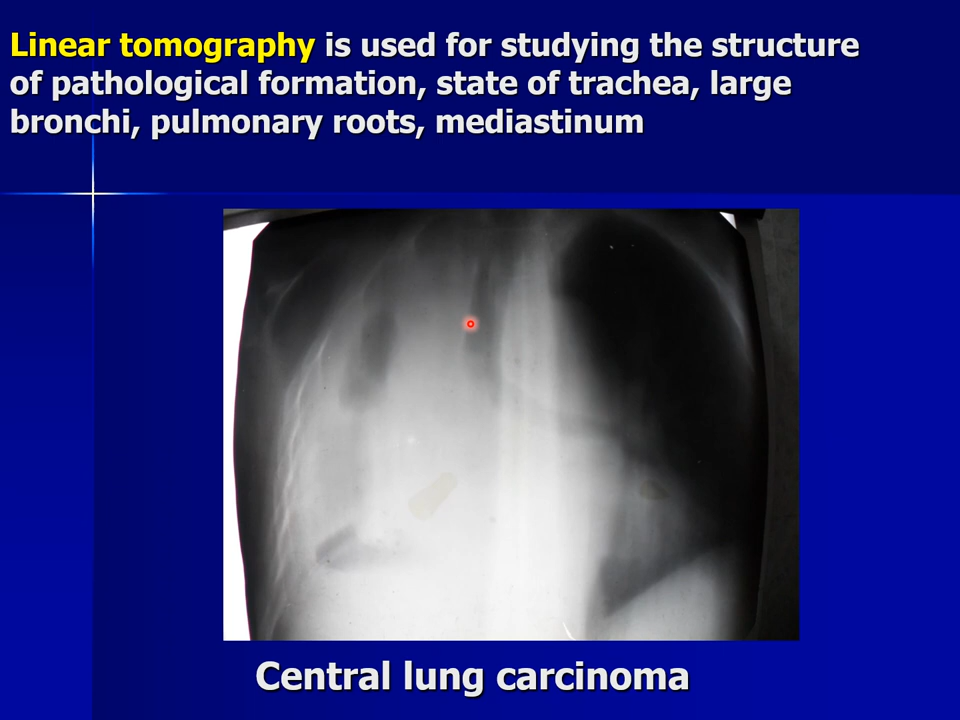 Linear tomography is used for studying the structure
of pathological formation, state of trachea, large
bronchi, pulmonary roots, mediastinum
Central lung carcinoma